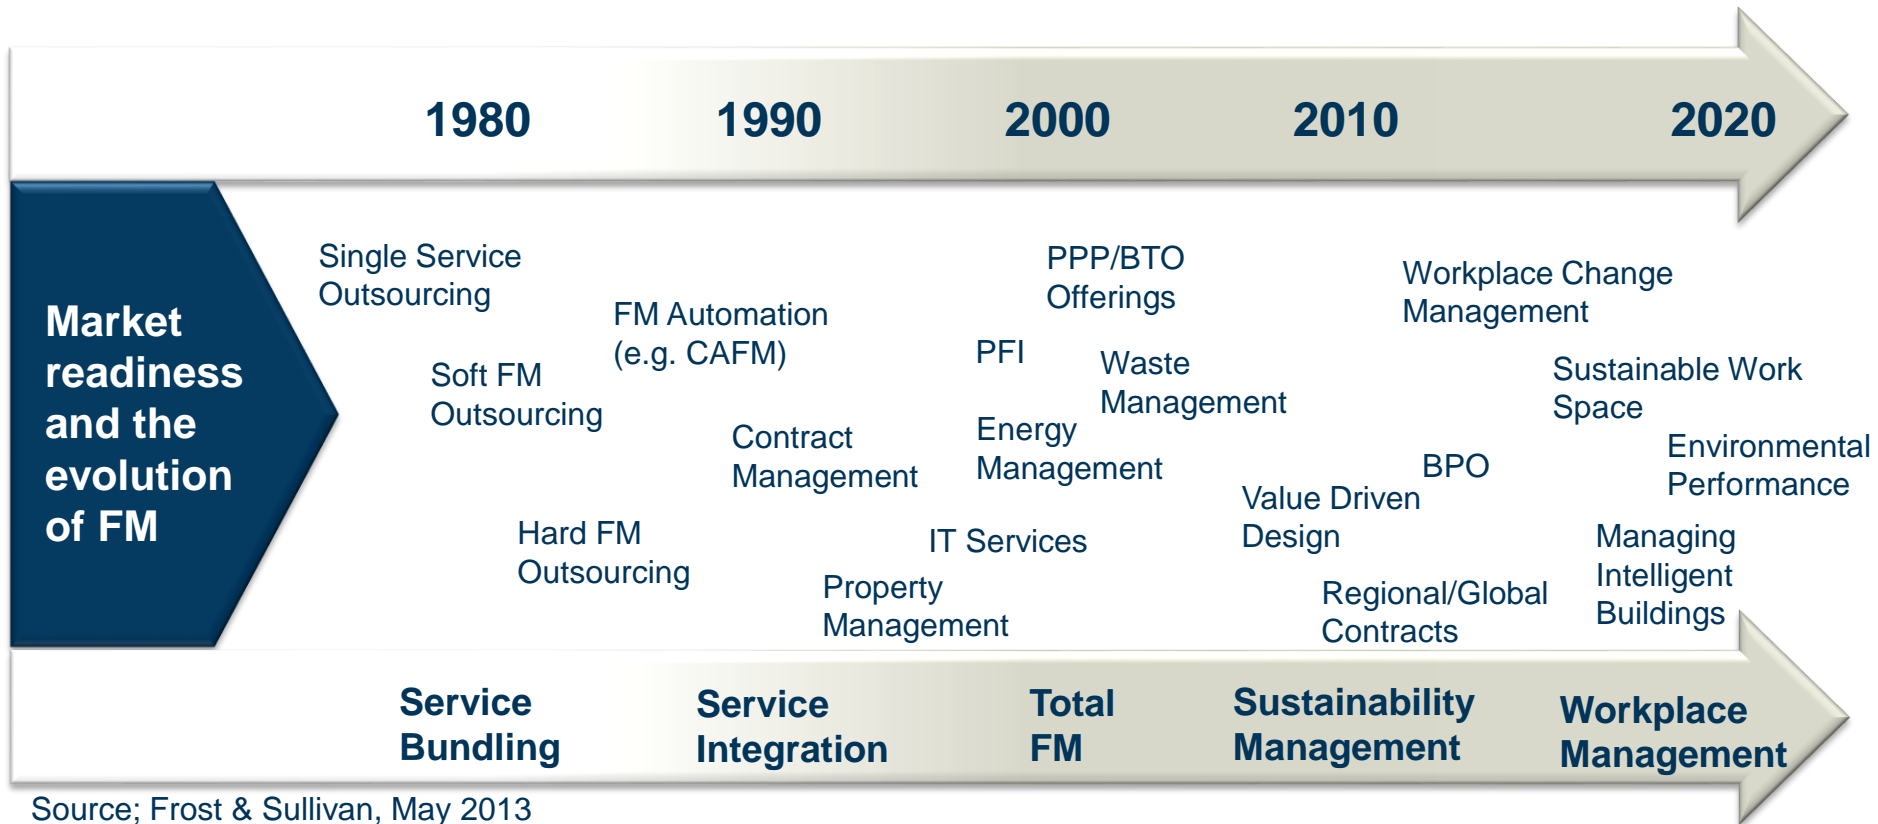 1980
1990
2000
2010
2020
Market
readiness
and the
evolution
of FM
Single Service
Outsourcing
Soft FM
Outsourcing
Hard FM
Outsourcing
FM Automation
(e.g. CAFM)
Contract
Management
Property
Management
PPP/BTO
Offerings
PFI
Waste
Management
Energy
Management
IT Services
Value Driven
Design
Regional/Global
Contracts
Workplace Change
Management
BPO
Sustainable Work
Space
Environmental
Performance
Managing
Intelligent
Buildings
Service
Bundling
Service
Integration
Total
FM
Sustainability
Management
Workplace
Management
Source; Frost & Sullivan, May 2013